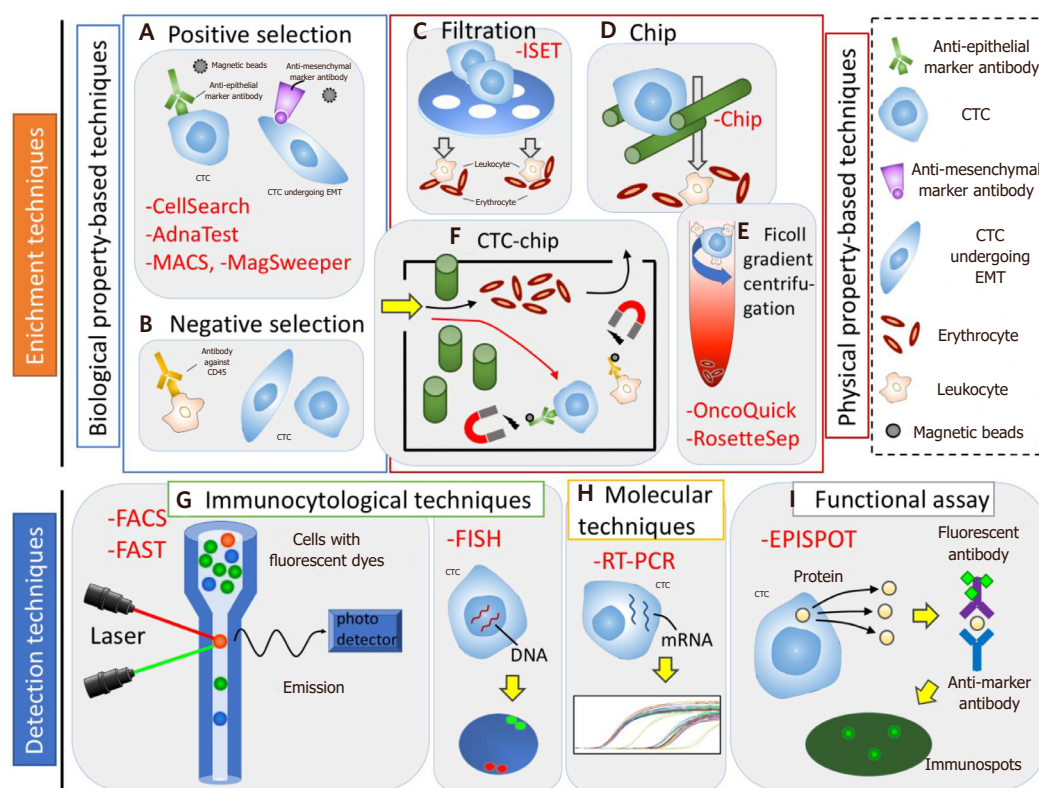 Enichment techniques
Biological property-based techniques
A Positive selection
Magnetic beads
Anti-epithelial
marker antibody
Anti-mesenchymal
marker antibody
CTC
CTC undergoing EMT
-CellSearch
-AdnaTest
-MACS, -MagSweeper
B Negative selection
Antibody
against
CD45
CTC
C Filtration
-ISET
Leukocyte
Erythrocyte
D Chip
-Chip
F CTC-chip
E Ficoll
gradient
centrifu-
gation
-OncoQuick
-RosetteSep
Physical property-based techniques
Anti-epithelial
marker antibody
CTC
Anti-mesenchymal
marker antibody
CTC
undergoing
EMT
Erythrocyte
Leukocyte
Magnetic beads
Detection techniques
G Immunocytological techniques
-FACS
-FAST
Cells with
fluorescent dyes
Laser
photo
detector
Emission
-FISH
CTC
DNA
H Molecular
techniques
-RT-PCR
CTC
mRNA
I Functional assay
-EPISPOT
CTC
Protein
Fluorescent
antibody
Anti-marker
antibody
Immunospots